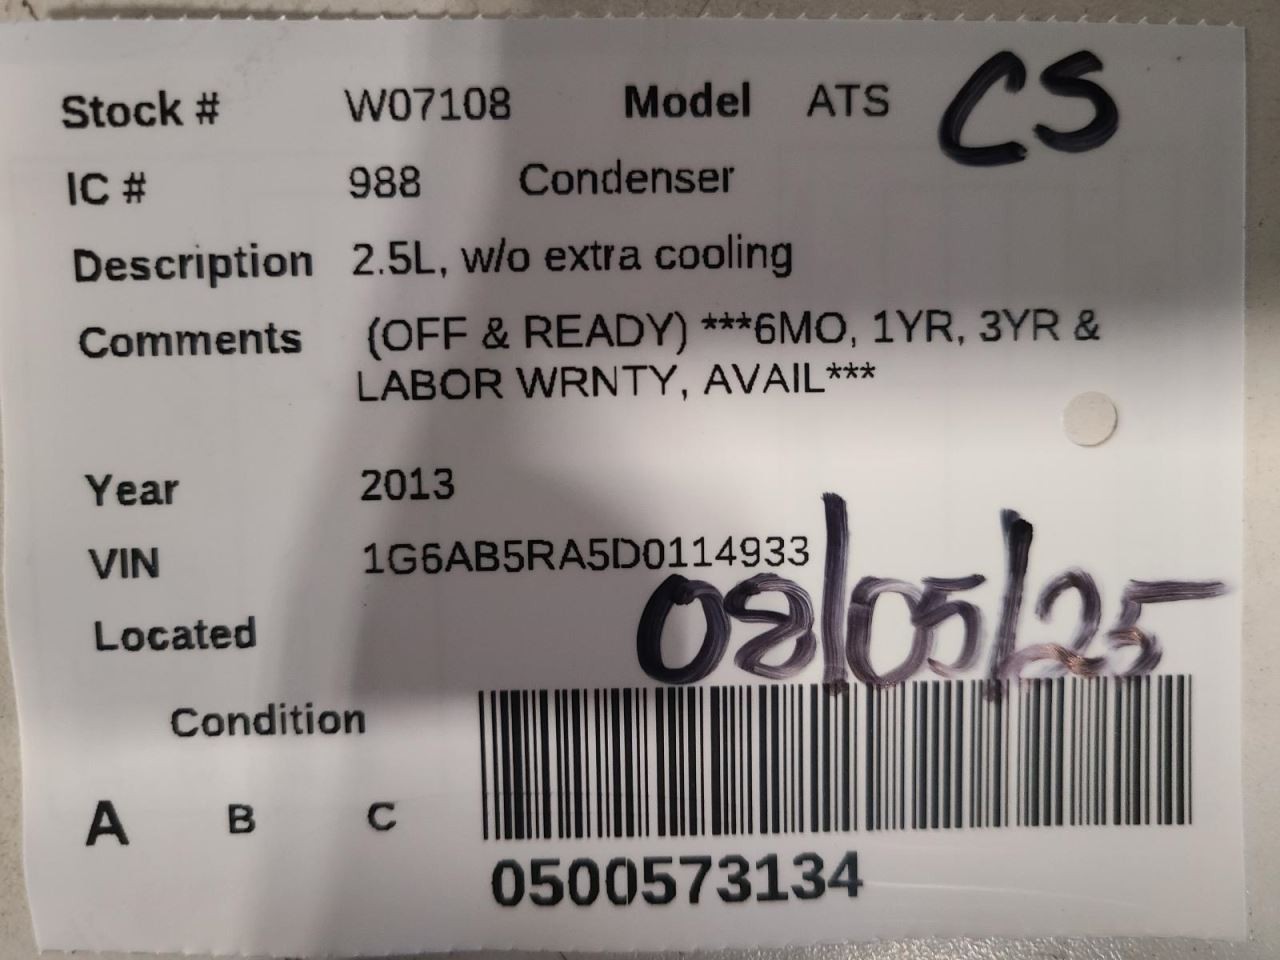 Stock # W07108 Model ATS CS
IC # 988 Condenser
Description 2.5L, w/o extra cooling
Comments (OFF & READY) ***6MO, 1YR, 3YR &
LABOR WRNTY, AVAIL***
Year 2013
VIN 1G6AB5RA5D0114933
Located
08/05/25
Condition
A B C
0500573134